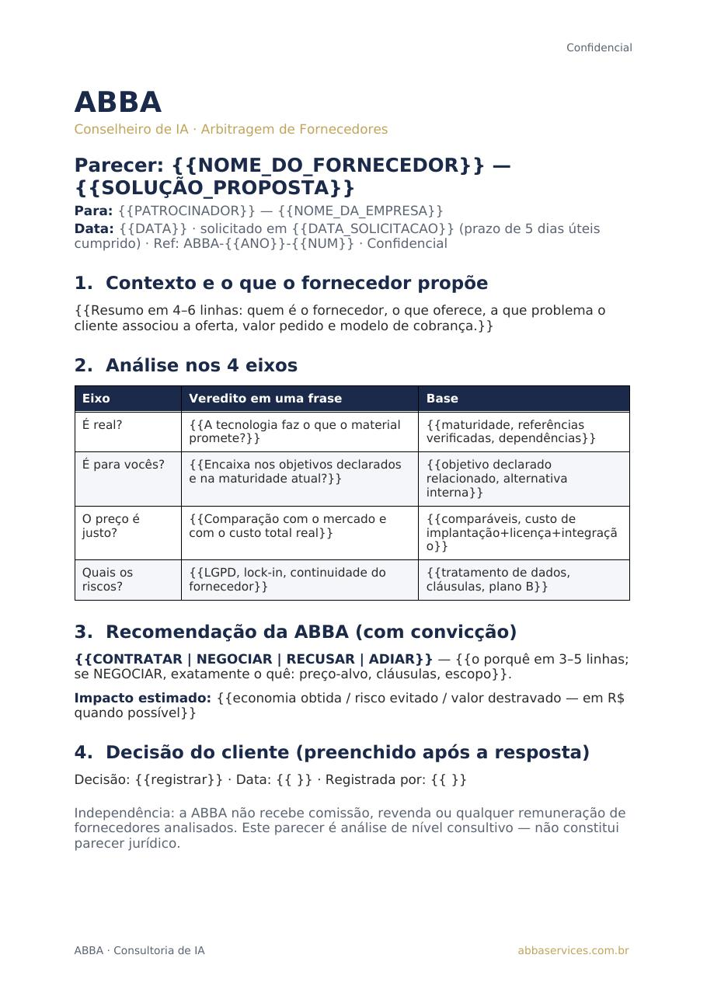 Confidencial
ABBA
Conselheiro de IA · Arbitragem de Fornecedores
Parecer: {{NOME_DO_FORNECEDOR}} —
{{SOLUÇÃO_PROPOSTA}}
Para: {{PATROCINADOR}} — {{NOME_DA_EMPRESA}}
Data: {{DATA}} · solicitado em {{DATA_SOLICITACAO}} (prazo de 5 dias úteis
cumprido) · Ref: ABBA-{{ANO}}-{{NUM}} · Confidencial
1. Contexto e o que o fornecedor propõe
{{Resumo em 4–6 linhas: quem é o fornecedor, o que oferece, a que problema o
cliente associou a oferta, valor pedido e modelo de cobrança.}}
2. Análise nos 4 eixos
Eixo
Veredito em uma frase
Base
É real?
{{A tecnologia faz o que o material
promete?}}
{{maturidade, referências
verificadas, dependências}}
É para vocês?
{{Encaixa nos objetivos declarados
e na maturidade atual?}}
{{objetivo declarado
relacionado, alternativa
interna}}
O preço é
justo?
{{Comparação com o mercado e
com o custo total real}}
{{comparáveis, custo de
implantação+licença+integraçã
o}}
Quais os
riscos?
{{LGPD, lock-in, continuidade do
fornecedor}}
{{tratamento de dados,
cláusulas, plano B}}
3. Recomendação da ABBA (com convicção)
{{CONTRATAR | NEGOCIAR | RECUSAR | ADIAR}} — {{o porquê em 3–5 linhas;
se NEGOCIAR, exatamente o quê: preço-alvo, cláusulas, escopo}}.
Impacto estimado: {{economia obtida / risco evitado / valor destravado — em R$
quando possível}}
4. Decisão do cliente (preenchido após a resposta)
Decisão: {{registrar}} · Data: {{ }} · Registrada por: {{ }}
Independência: a ABBA não recebe comissão, revenda ou qualquer remuneração de
fornecedores analisados. Este parecer é análise de nível consultivo — não constitui
parecer jurídico.
ABBA · Consultoria de IA
abbaservices.com.br